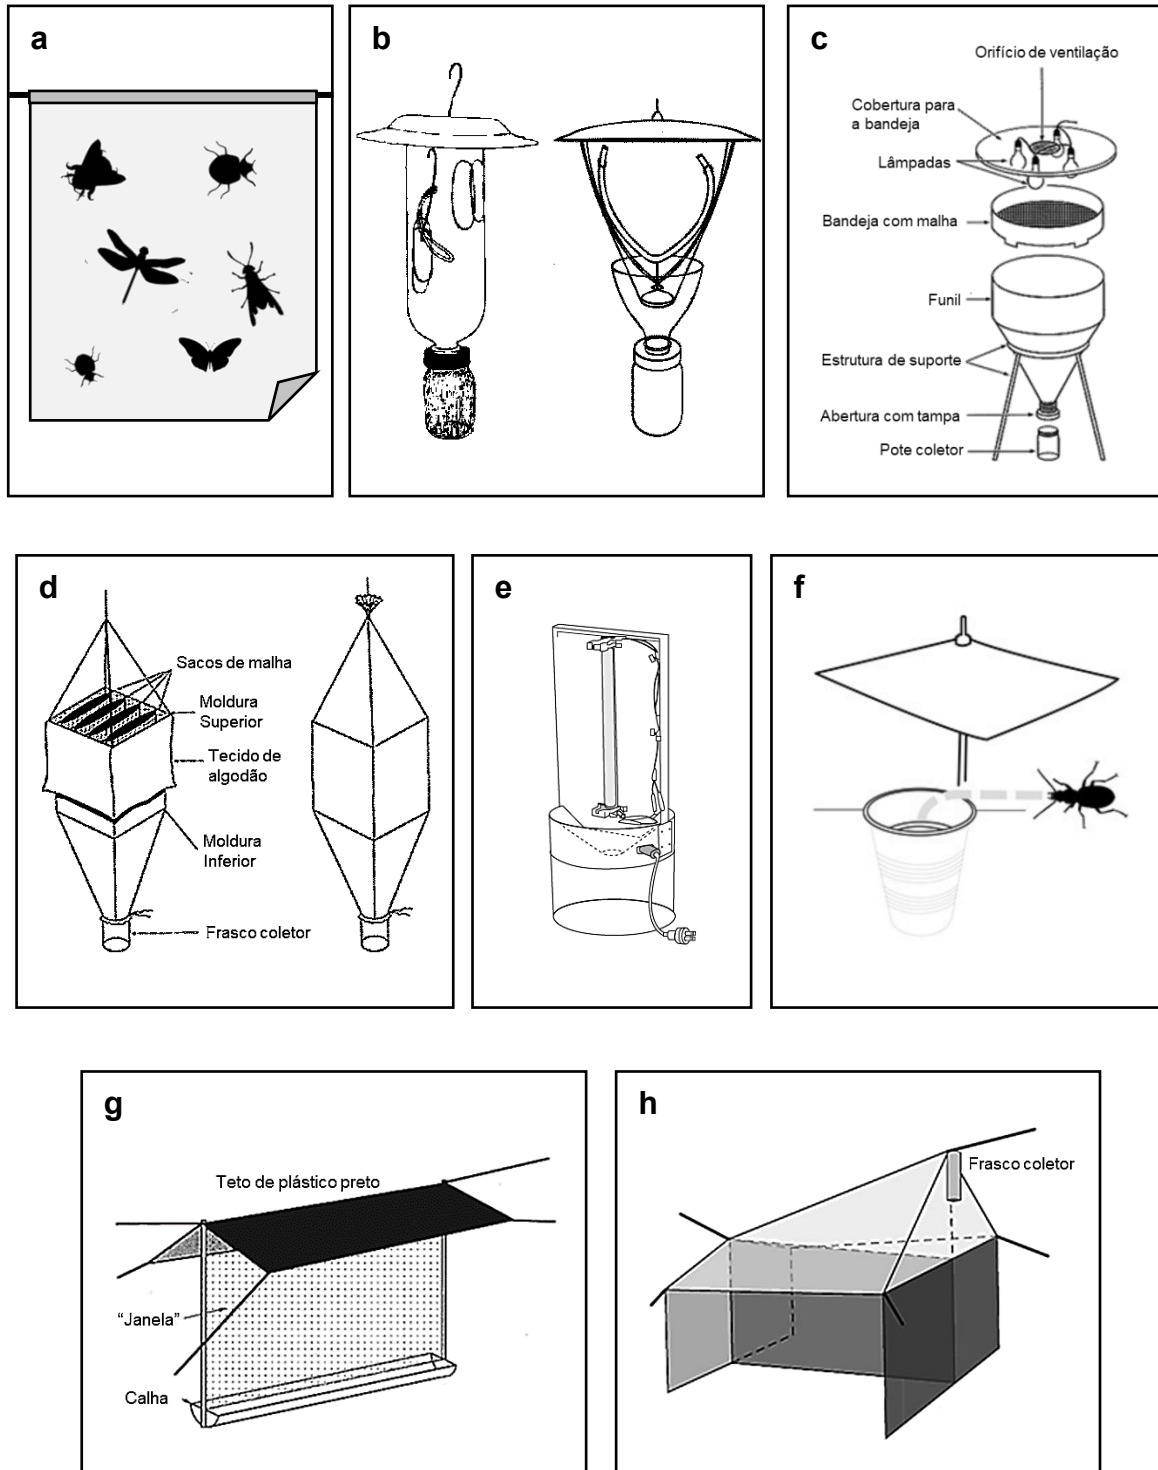 a
b
c
Orifício de ventilação
Cobertura para
a bandeja
Lâmpadas
Bandeja com malha
Funil
Estrutura de suporte
Abertura com tampa
Pote coletor
d
Sacos de malha
Moldura
Superior
Tecido de
algodão
Moldura
Inferior
Frasco coletor
e
f
g
Teto de plástico preto
“Janela”
Calha
h
Frasco coletor